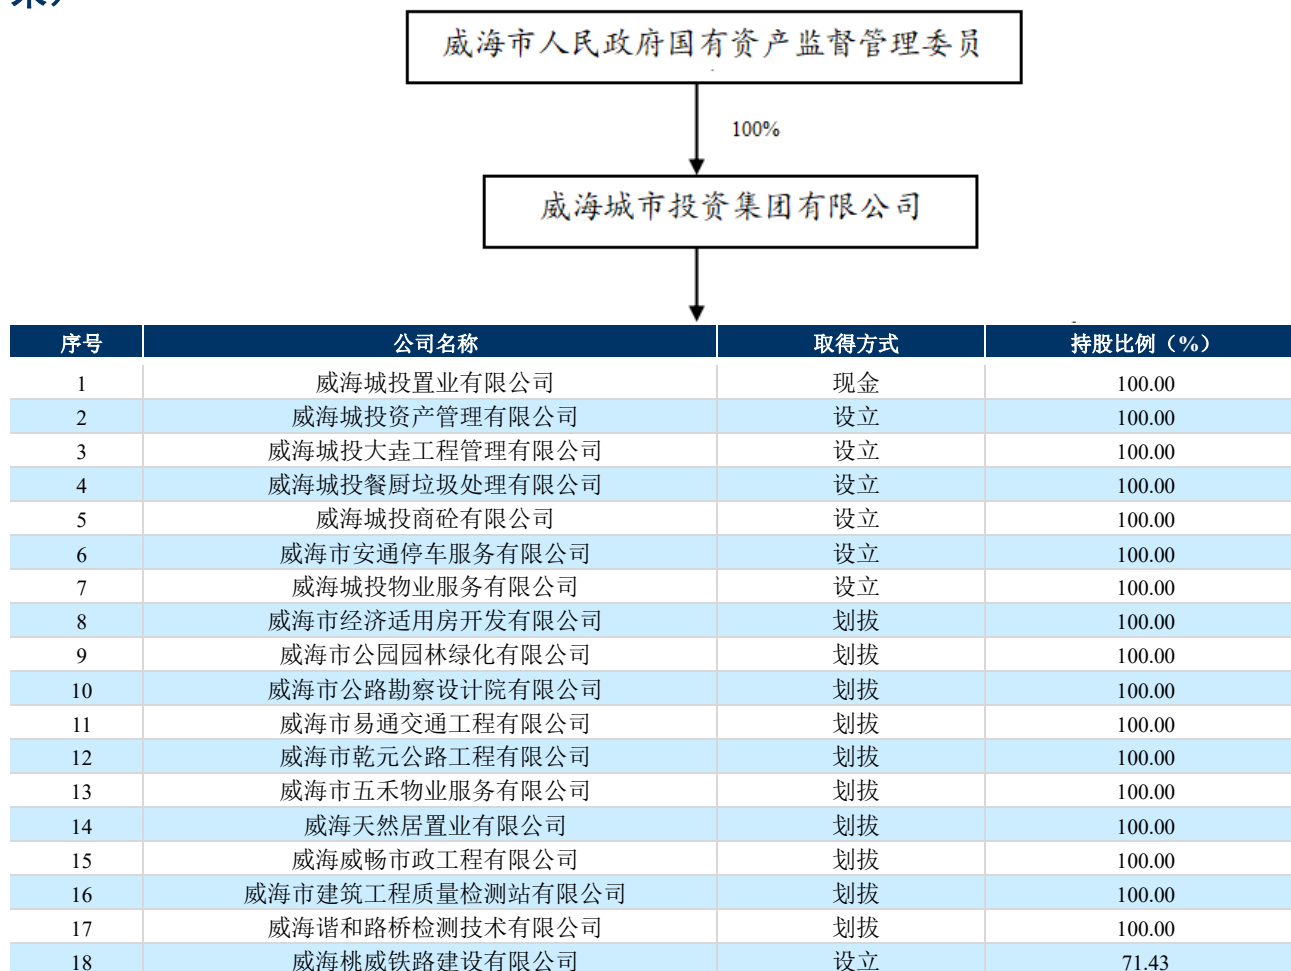 威海市人民政府国有资产监督管理委员
100%
威海城市投资集团有限公司
序号 公司名称 取得方式 持股比例（%）
1 威海城投置业有限公司 现金 100.00
2 威海城投资产管理有限公司 设立 100.00
3 威海城投大垚工程管理有限公司 设立 100.00
4 威海城投餐厨垃圾处理有限公司 设立 100.00
5 威海城投商砼有限公司 设立 100.00
6 威海市安通停车服务有限公司 设立 100.00
7 威海城投物业服务有限公司 设立 100.00
8 威海市经济适用房开发有限公司 划拨 100.00
9 威海市公园园林绿化有限公司 划拨 100.00
10 威海市公路勘察设计院有限公司 划拨 100.00
11 威海市易通交通工程有限公司 划拨 100.00
12 威海市乾元公路工程有限公司 划拨 100.00
13 威海市五禾物业服务有限公司 划拨 100.00
14 威海天然居置业有限公司 划拨 100.00
15 威海威畅市政工程有限公司 划拨 100.00
16 威海市建筑工程质量检测站有限公司 划拨 100.00
17 威海谐和路桥检测技术有限公司 划拨 100.00
18 威海桃威铁路建设有限公司 设立 71.43